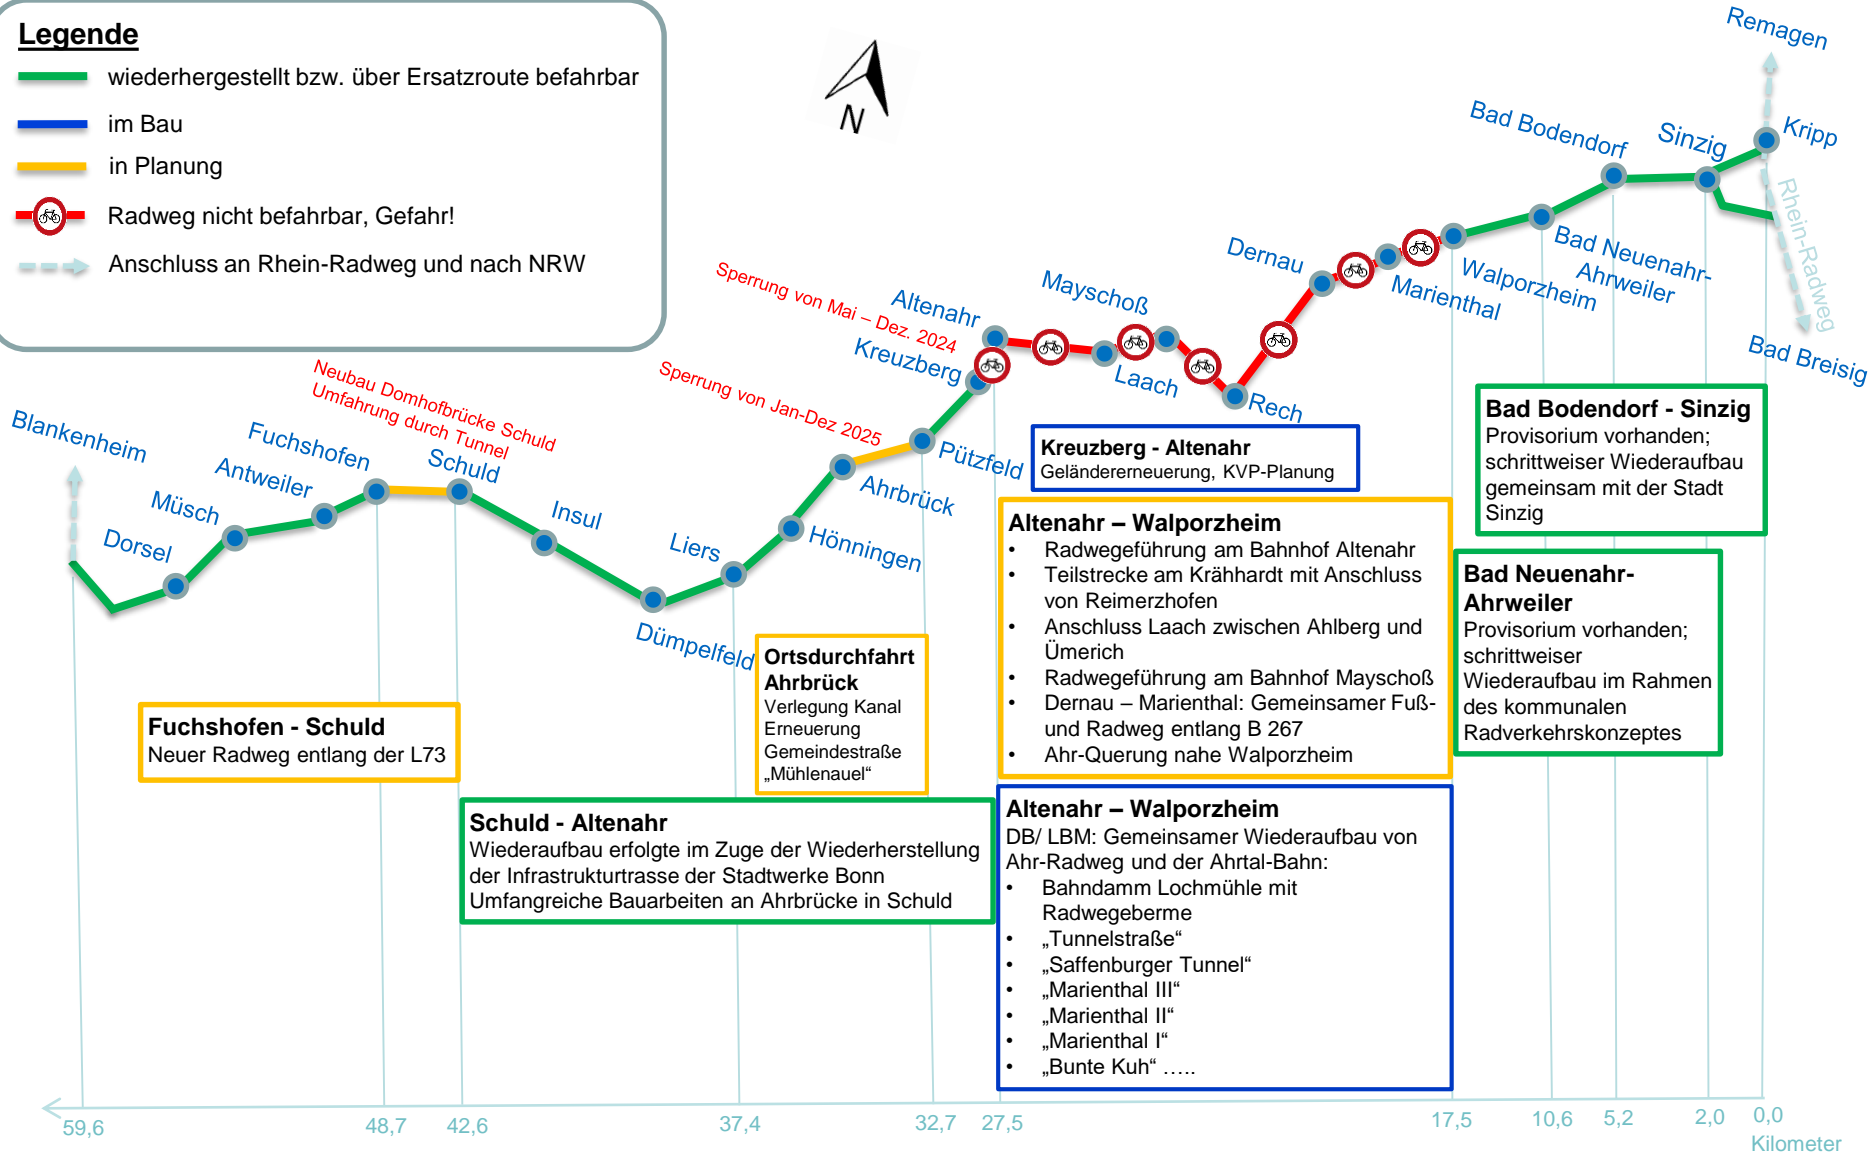 Legende
wiederhergestellt bzw. über Ersatzroute befahrbar
im Bau
in Planung
Radweg nicht befahrbar, Gefahr!
Anschluss an Rhein-Radweg und nach NRW
N
Remagen
Kripp
Sinzig
Bad Bodendorf
Rhein-Radweg
Bad Breisig
Bad Neuenahr-
Ahrweiler
Walporzheim
Marienthal
Dernau
Rech
Mayschoß
Laach
Altenahr
Kreuzberg
Sperrung von Mai – Dez. 2024
Sperrung von Jan-Dez 2025
Pützfeld
Ahrbrück
Hönningen
Liers
Dümpelfeld
Insul
Schuld
Neubau Domhofbrücke Schuld
Umfahrung durch Tunnel
Fuchshofen
Antweiler
Müsch
Dorsel
Blankenheim
Kreuzberg - Altenahr
Geländererneuerung, KVP-Planung
Bad Bodendorf - Sinzig
Provisorium vorhanden;
schrittweiser Wiederaufbau
gemeinsam mit der Stadt
Sinzig
Altenahr – Walporzheim
• Radwegeführung am Bahnhof Altenahr
• Teilstrecke am Krähhardt mit Anschluss
von Reimerzhofen
• Anschluss Laach zwischen Ahlberg und
Ümerich
• Radwegeführung am Bahnhof Mayschoß
• Dernau – Marienthal: Gemeinsamer Fuß-
und Radweg entlang B 267
• Ahr-Querung nahe Walporzheim
Bad Neuenahr-
Ahrweiler
Provisorium vorhanden;
schrittweiser
Wiederaufbau im Rahmen
des kommunalen
Radverkehrskonzeptes
Ortsdurchfahrt
Ahrbrück
Verlegung Kanal
Erneuerung
Gemeindestraße
„Mühlenauel“
Fuchshofen - Schuld
Neuer Radweg entlang der L73
Schuld - Altenahr
Wiederaufbau erfolgte im Zuge der Wiederherstellung
der Infrastrukturtrasse der Stadtwerke Bonn
Umfangreiche Bauarbeiten an Ahrbrücke in Schuld
Altenahr – Walporzheim
DB/ LBM: Gemeinsamer Wiederaufbau von
Ahr-Radweg und der Ahrtal-Bahn:
• Bahndamm Lochmühle mit
Radwegeberme
• „Tunnelstraße“
• „Saffenburger Tunnel“
• „Marienthal III“
• „Marienthal II“
• „Marienthal I“
• „Bunte Kuh“ …..
59,6 48,7 42,6 37,4 32,7 27,5 17,5 10,6 5,2 2,0 0,0
Kilometer